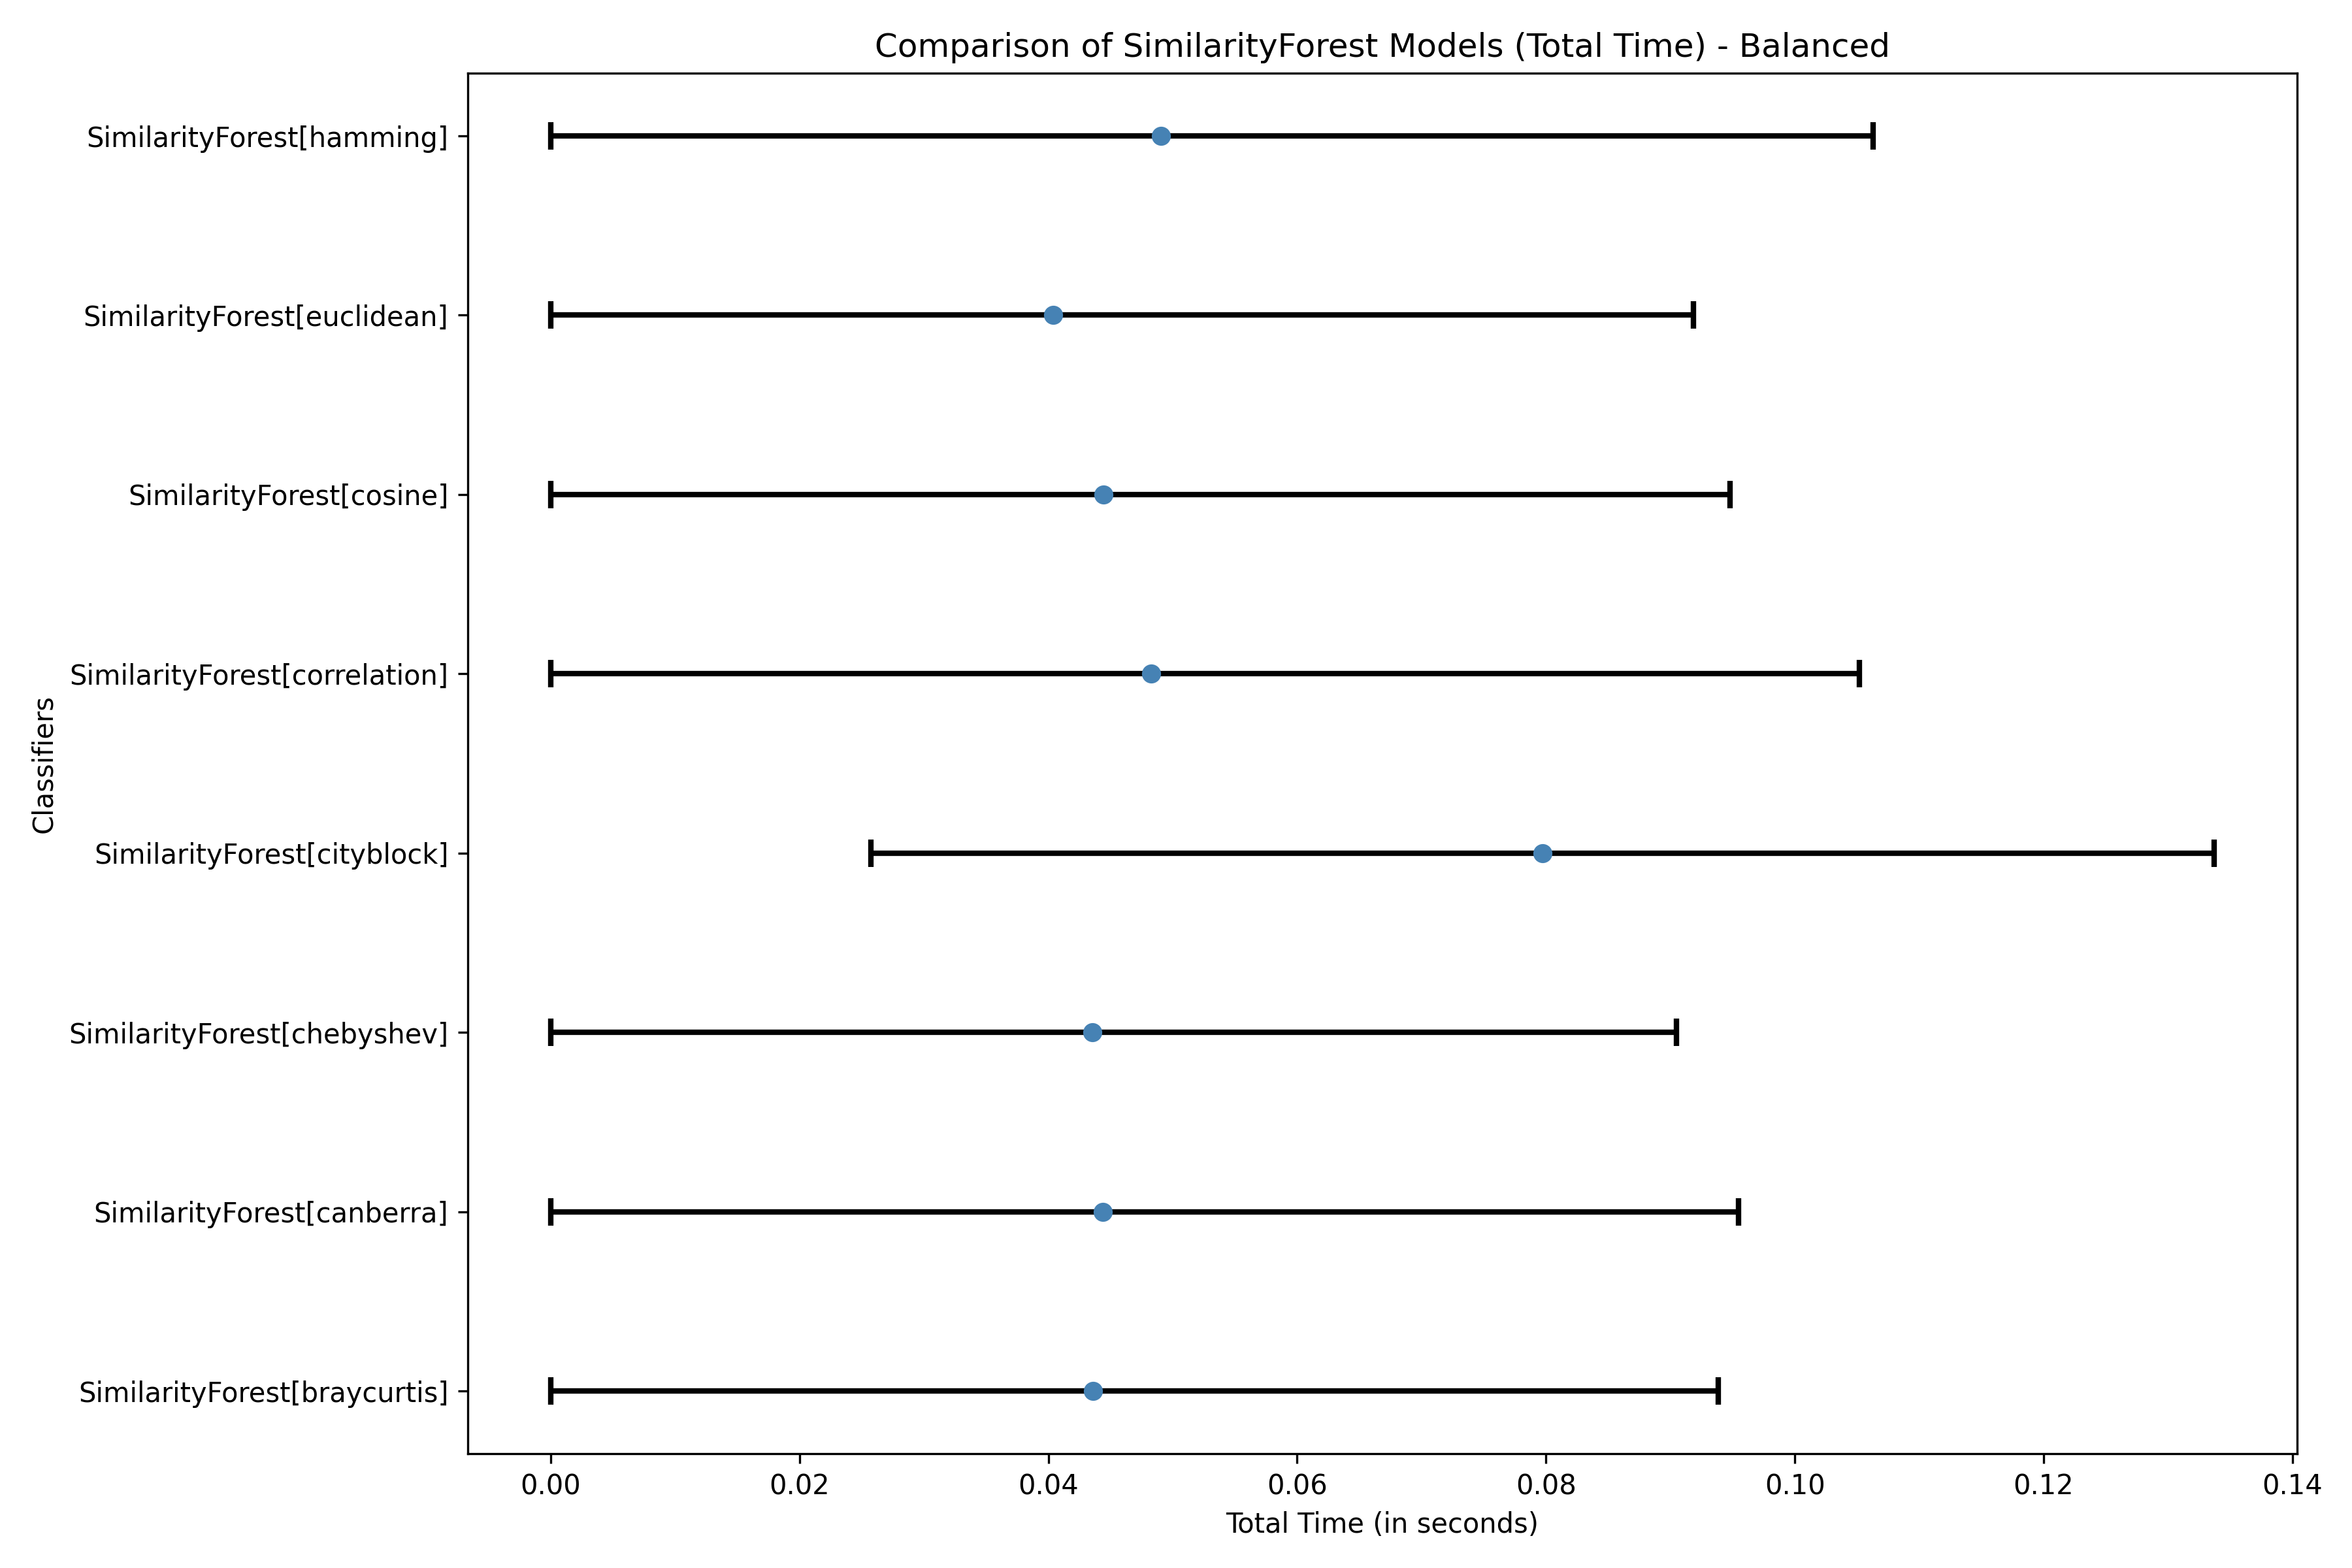 Comparison of SimilarityForest Models (Total Time) - Balanced
SimilarityForest[hamming]
SimilarityForest[euclidean]
SimilarityForest[cosine]
SimilarityForest[correlation]
SimilarityForest[cityblock]
SimilarityForest[chebyshev]
SimilarityForest[canberra]
SimilarityForest[braycurtis]
Classifiers
0.00 0.02 0.04 0.06 0.08 0.10 0.12 0.14
Total Time (in seconds)